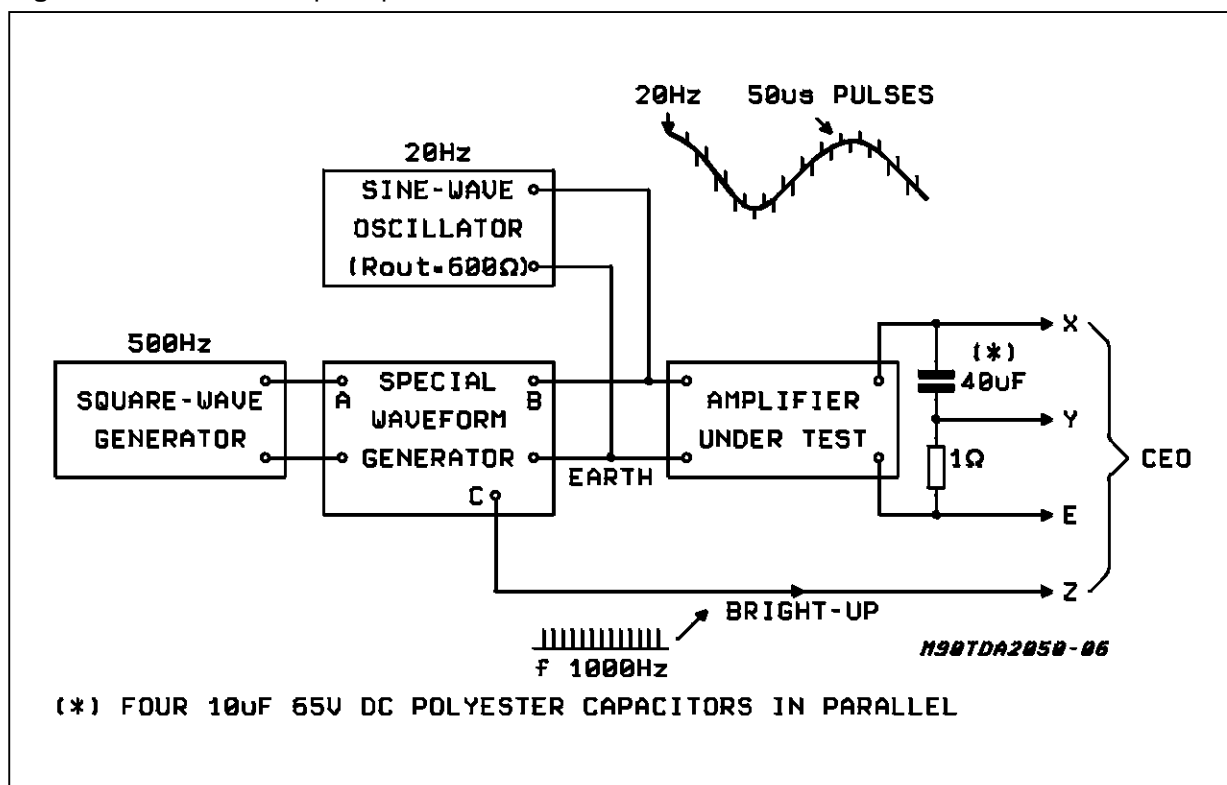 20Hz 50us PULSES
20Hz
SINE-WAVE
OSCILLATOR
(Rout=600Ω)
500Hz
SQUARE-WAVE
GENERATOR
A
SPECIAL
WAVEFORM
GENERATOR
B
C
EARTH
AMPLIFIER
UNDER TEST
(*)
40uF
1Ω
X
Y
E
Z
CEO
BRIGHT-UP
f 1000Hz
M90TDA2050-06
(*) FOUR 10uF 65V DC POLYESTER CAPACITORS IN PARALLEL